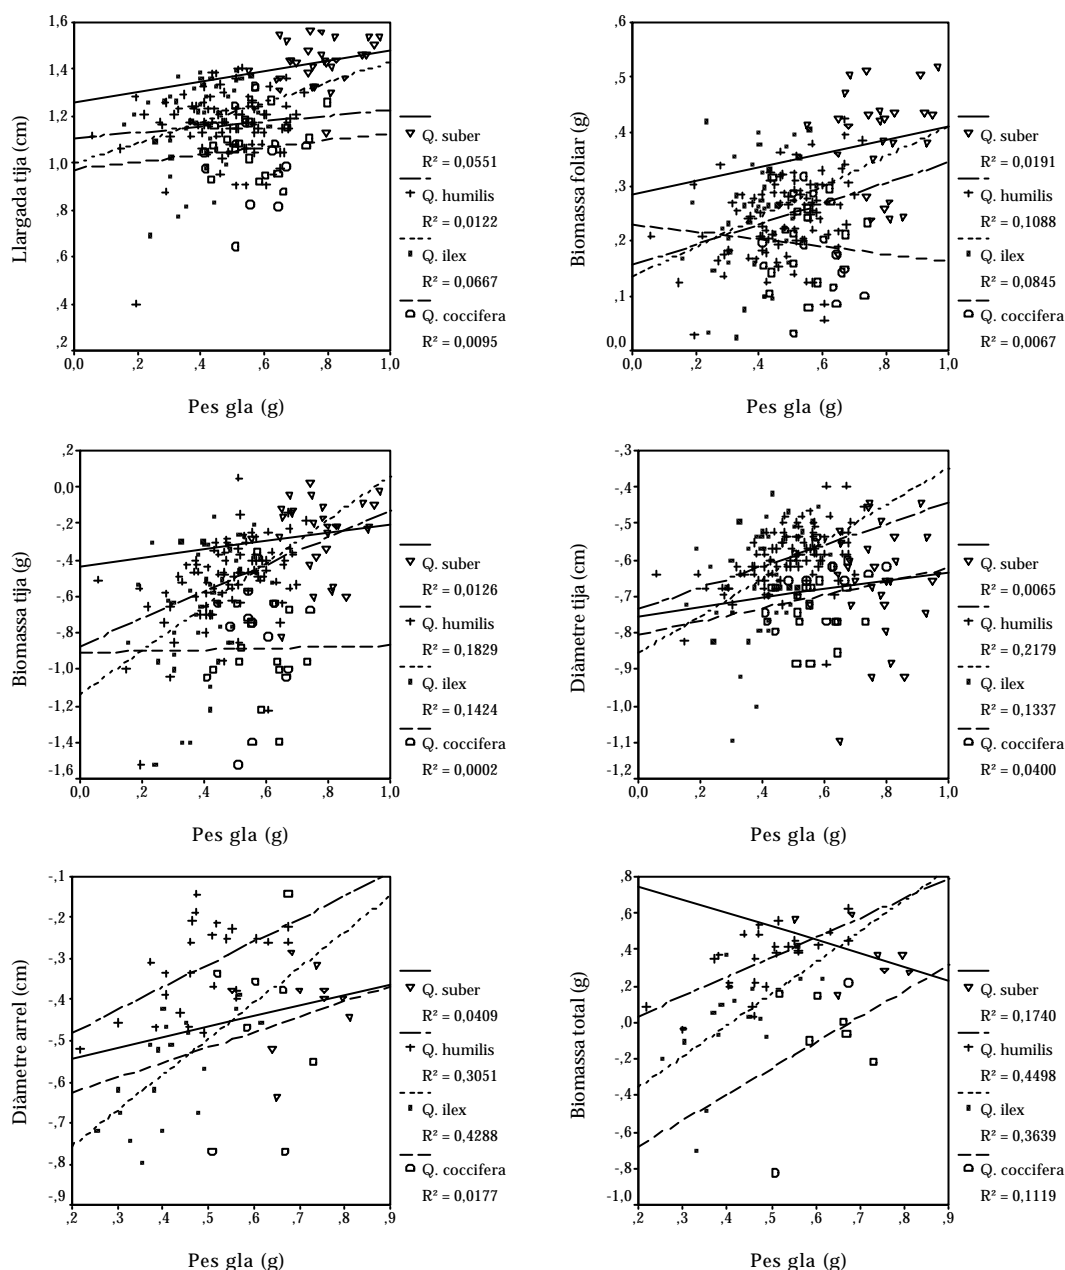 1,6
1,4
1,2
1,0
,8
,6
,4
,2
0,0
,2
,4
,6
,8
1,0
Llargada tija (cm)
Pes gla (g)
Q. suber
R² = 0,0551
Q. humilis
R² = 0,0122
Q. ilex
R² = 0,0667
Q. coccifera
R² = 0,0095
,6
,5
,4
,3
,2
,1
0,0
0,0
,2
,4
,6
,8
1,0
Biomassa foliar (g)
Pes gla (g)
Q. suber
R² = 0,0191
Q. humilis
R² = 0,1088
Q. ilex
R² = 0,0845
Q. coccifera
R² = 0,0067
,2
0,0
-,2
-,4
-,6
-,8
-1,0
-1,2
-1,4
-1,6
0,0
,2
,4
,6
,8
1,0
Biomassa tija (g)
Pes gla (g)
Q. suber
R² = 0,0126
Q. humilis
R² = 0,1829
Q. ilex
R² = 0,1424
Q. coccifera
R² = 0,0002
-,3
-,4
-,5
-,6
-,7
-,8
-,9
-1,0
-1,1
-1,2
0,0
,2
,4
,6
,8
1,0
Diàmetre tija (cm)
Pes gla (g)
Q. suber
R² = 0,0065
Q. humilis
R² = 0,2179
Q. ilex
R² = 0,1337
Q. coccifera
R² = 0,0400
-,1
-,2
-,3
-,4
-,5
-,6
-,7
-,8
-,9
,2
,3
,4
,5
,6
,7
,8
,9
Diàmetre arrel (cm)
Pes gla (g)
Q. suber
R² = 0,0409
Q. humilis
R² = 0,3051
Q. ilex
R² = 0,4288
Q. coccifera
R² = 0,0177
,8
,6
,4
,2
,0
-,2
-,4
-,6
-,8
-1,0
,2
,3
,4
,5
,6
,7
,8
,9
Biomassa total (g)
Pes gla (g)
Q. suber
R² = 0,1740
Q. humilis
R² = 0,4498
Q. ilex
R² = 0,3639
Q. coccifera
R² = 0,1119